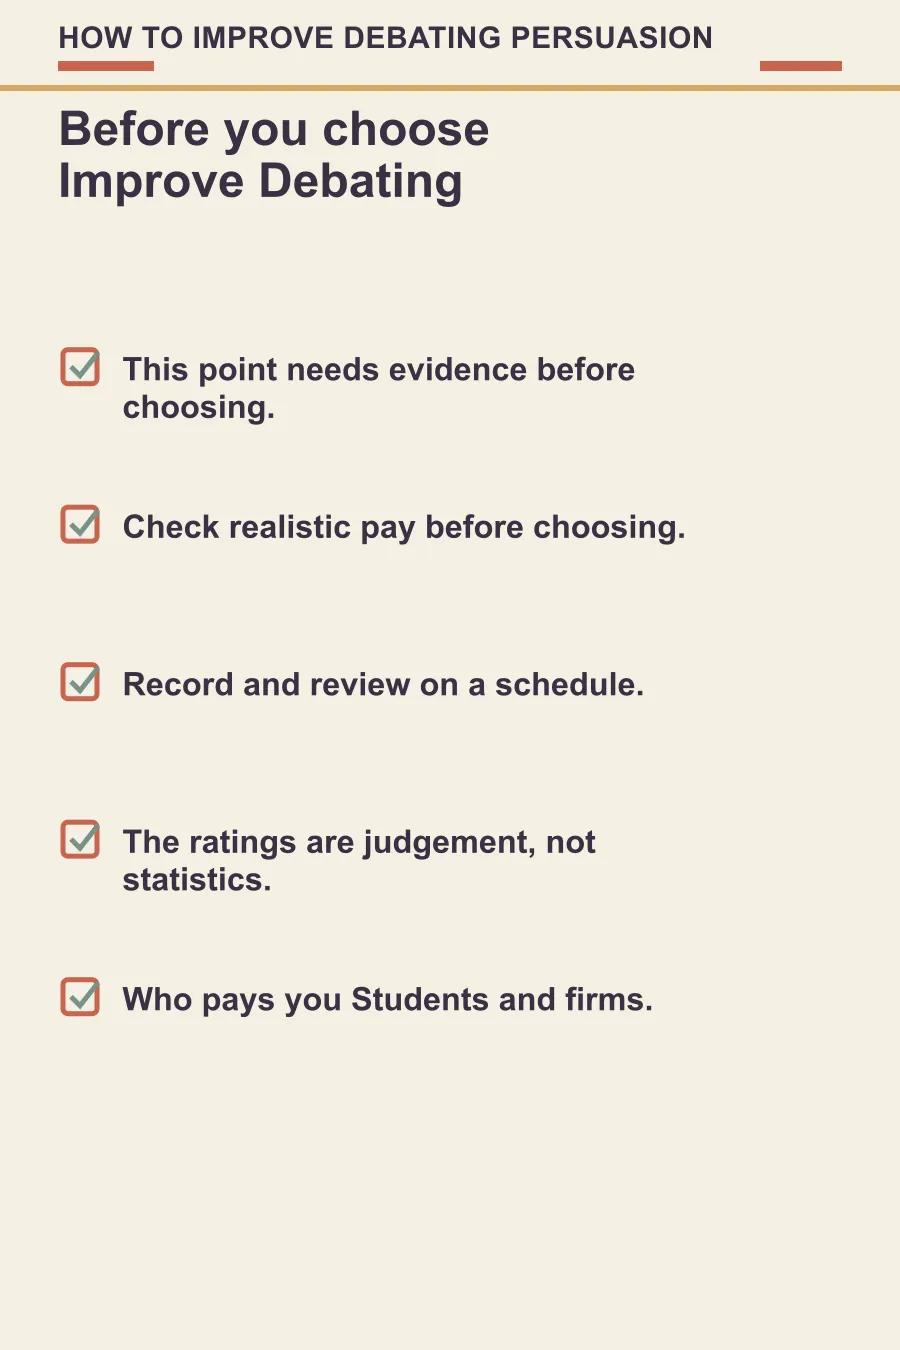 HOW TO IMPROVE DEBATING PERSUASION
Before you choose
Improve Debating
This point needs evidence before
choosing.
Check realistic pay before choosing.
Record and review on a schedule.
The ratings are judgement, not
statistics.
Who pays you Students and firms.